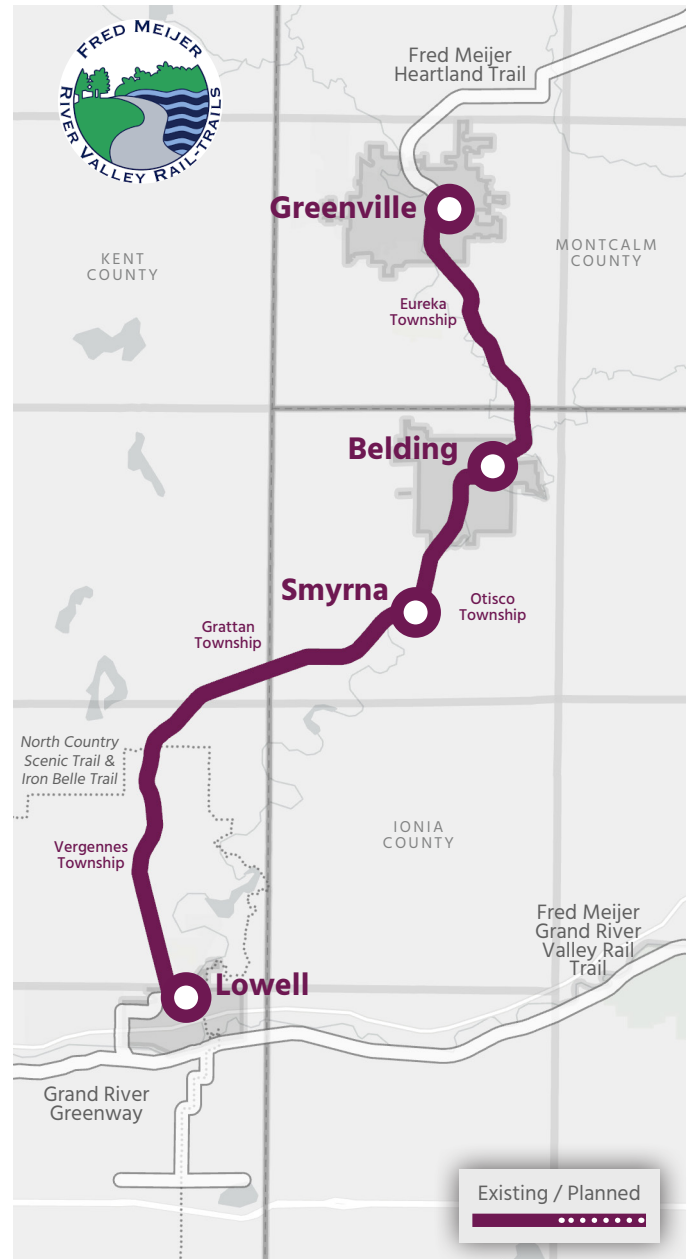 FRED MEIJER
RIVER VALLEY RAIL-TRAILS
Fred Meijer
Heartland Trail
Greenville
KENT
COUNTY
MONTCALM
COUNTY
Eureka
Township
Belding
Smyrna
Otisco
Township
Grattan
Township
North Country
Scenic Trail &
Iron Belle Trail
IONIA
COUNTY
Vergennes
Township
Fred Meijer
Grand River
Valley Rail
Trail
Lowell
Grand River
Greenway
Existing / Planned